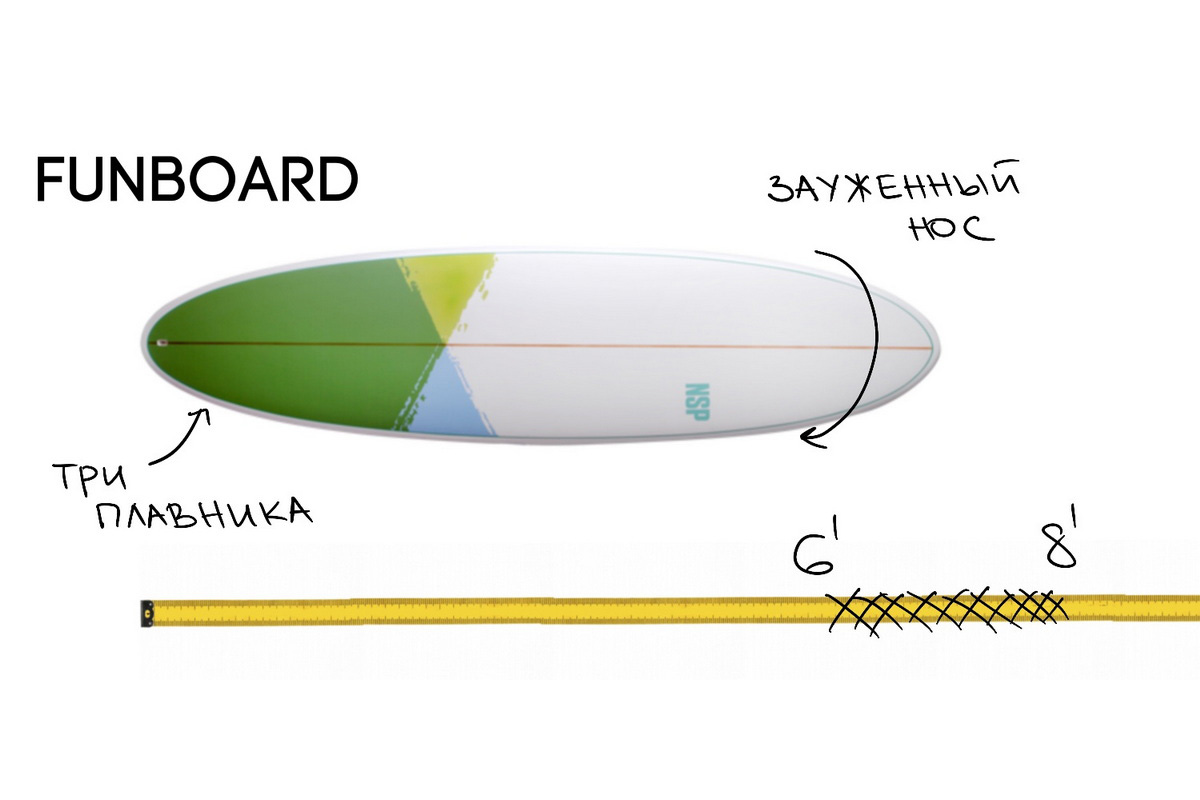 FUNBOARD
ЗАУЖЕННЫЙ
НОС
NSP
ТРИ
ПЛАВНИКА
6'
8'